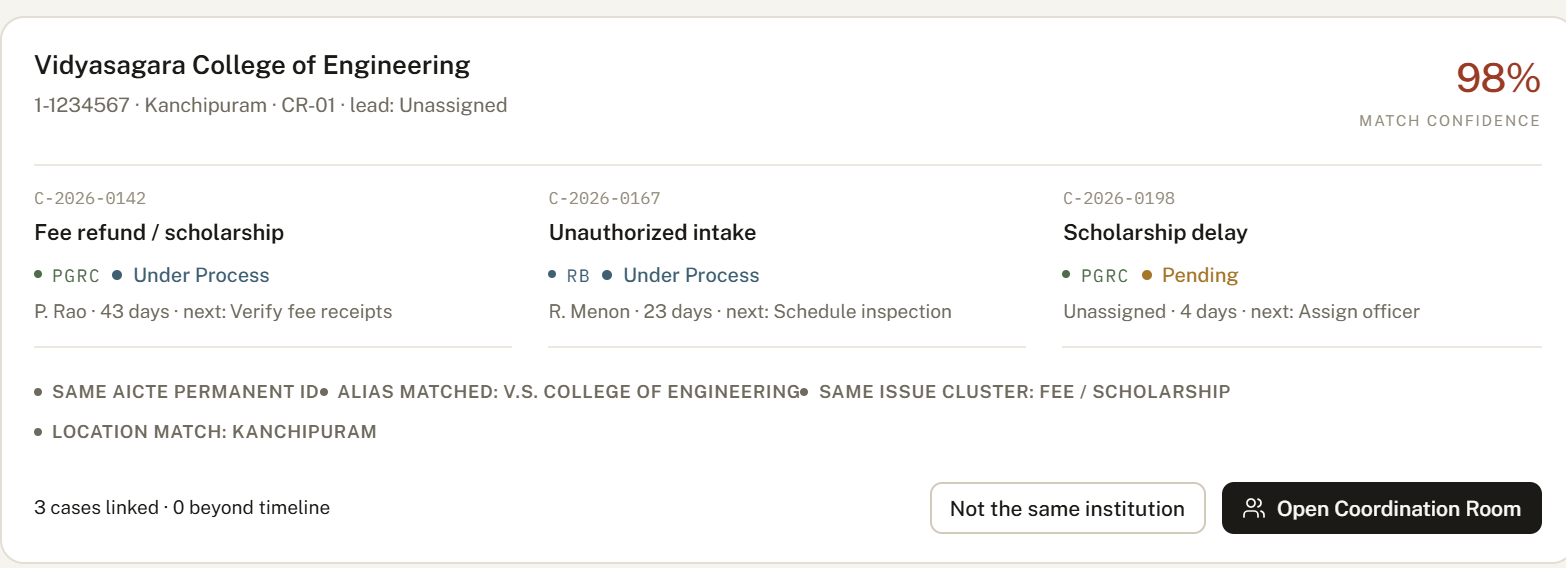 Vidyasagara College of Engineering
1-1234567 · Kanchipuram · CR-01 · lead: Unassigned
98%
MATCH CONFIDENCE
C-2026-0142
Fee refund / scholarship
• PGRC • Under Process
P. Rao · 43 days · next: Verify fee receipts
C-2026-0167
Unauthorized intake
• RB • Under Process
R. Menon · 23 days · next: Schedule inspection
C-2026-0198
Scholarship delay
• PGRC • Pending
Unassigned · 4 days · next: Assign officer
• SAME AICTE PERMANENT ID• ALIAS MATCHED: V.S. COLLEGE OF ENGINEERING• SAME ISSUE CLUSTER: FEE / SCHOLARSHIP
• LOCATION MATCH: KANCHIPURAM
3 cases linked · 0 beyond timeline
Not the same institution
Open Coordination Room